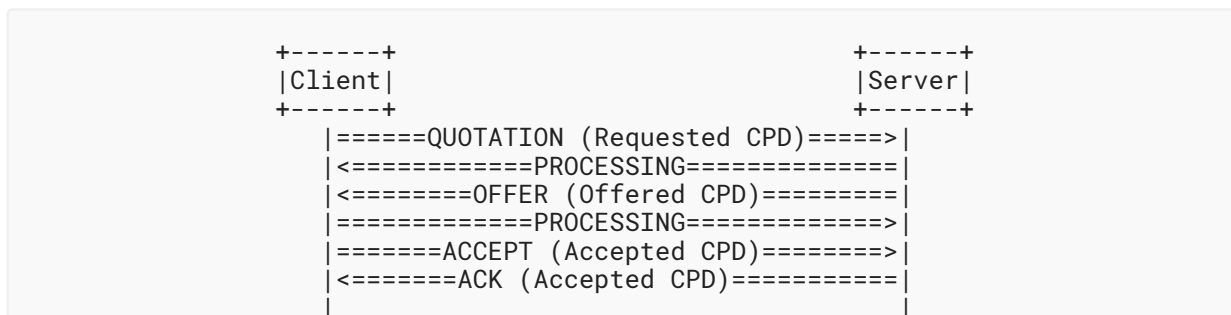 +------+                               +------+
|Client|                               |Server|
+------+                               +------+
|======QUOTATION (Requested CPD)=====>|
|<============PROCESSING==============|
|<========OFFER (Offered CPD)=========|
|=============PROCESSING=============>|
|=======ACCEPT (Accepted CPD)========>|
|<=======ACK (Accepted CPD)===========|
|                                     |